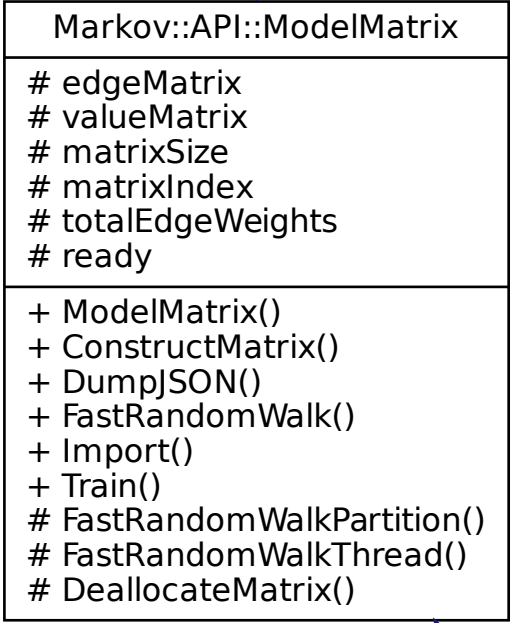 Markov::API::ModelMatrix
# edgeMatrix
# valueMatrix
# matrixSize
# matrixIndex
# totalEdgeWeights
# ready
+ ModelMatrix()
+ ConstructMatrix()
+ DumpJSON()
+ FastRandomWalk()
+ Import()
+ Train()
# FastRandomWalkPartition()
# FastRandomWalkThread()
# DeallocateMatrix()